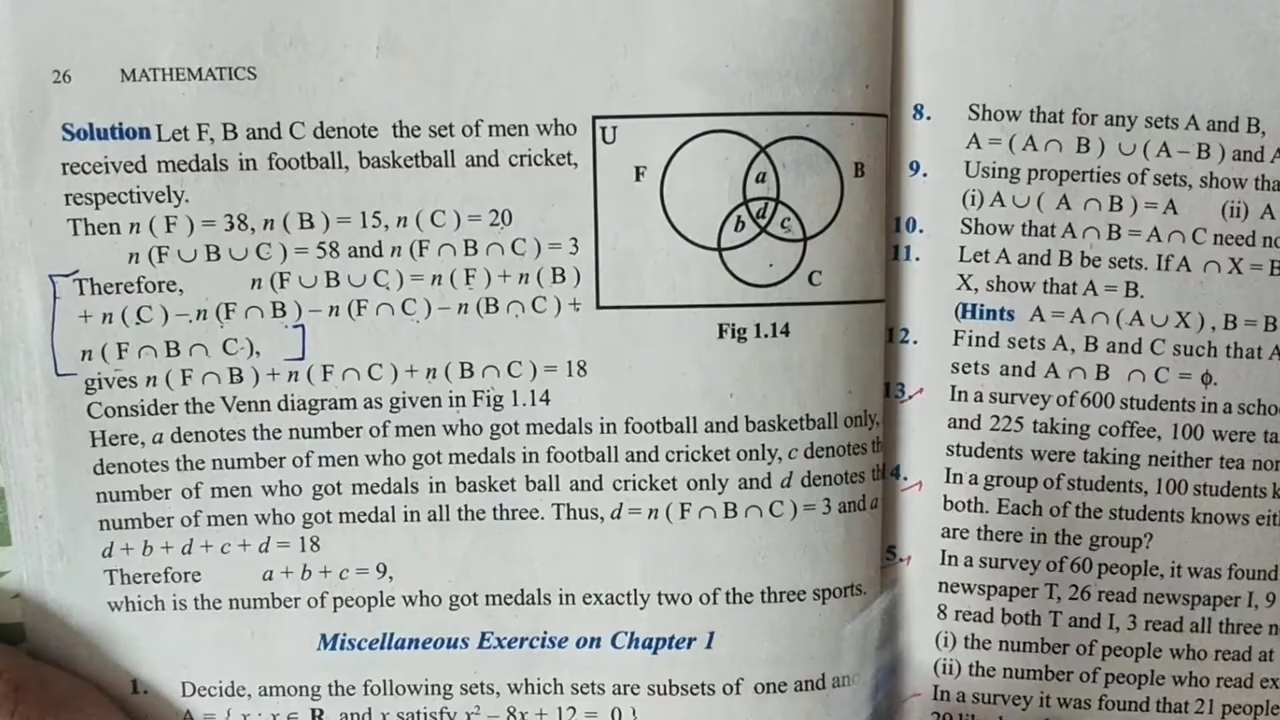 26 MATHEMATICS
Solution Let F, B and C denote the set of men who
received medals in football, basketball and cricket,
respectively.
Then n ( F ) = 38, n ( B ) = 15, n ( C ) = 20
n (F ∪ B ∪ C ) = 58 and n (F ∩ B ∩ C ) = 3
Therefore, n (F ∪ B ∪ C ) = n ( F ) + n ( B )
+ n ( C ) – n (F ∩ B ) – n (F ∩ C ) – n (B ∩ C ) +
n ( F ∩ B ∩ C ),
gives n ( F ∩ B ) + n ( F ∩ C ) + n ( B ∩ C ) = 18
Consider the Venn diagram as given in Fig 1.14
Here, a denotes the number of men who got medals in football and basketball only,
denotes the number of men who got medals in football and cricket only, c denotes
number of men who got medals in basket ball and cricket only and d denotes
number of men who got medal in all the three. Thus, d = n ( F ∩ B ∩ C ) = 3 and a
d + b + d + c + d = 18
Therefore a + b + c = 9,
which is the number of people who got medals in exactly two of the three sports.
U
F
B
a
b
d
c
C
Fig 1.14
Miscellaneous Exercise on Chapter 1
1. Decide, among the following sets, which sets are subsets of one and
A = { x : x ∈ R and x satisfy x² – 8x + 12 = 0 }
8. Show that for any sets A and B,
A = ( A ∩ B ) ∪ ( A – B ) and
9. Using properties of sets, show
(i) A ∪ ( A ∩ B ) = A (ii) A
10. Show that A ∩ B = A ∩ C need
11. Let A and B be sets. If A ∩ X = B
X, show that A = B.
(Hints A = A ∩ ( A ∪ X ) , B = B
12. Find sets A, B and C such that A
sets and A ∩ B ∩ C = ϕ.
13. In a survey of 600 students in a
and 225 taking coffee, 100 were
students were taking neither tea
4. In a group of students, 100 students
both. Each of the students knows
are there in the group?
5. In a survey of 60 people, it was found
newspaper T, 26 read newspaper I, 9
8 read both T and I, 3 read all three
(i) the number of people who read at
(ii) the number of people who read
In a survey it was found that 21 people